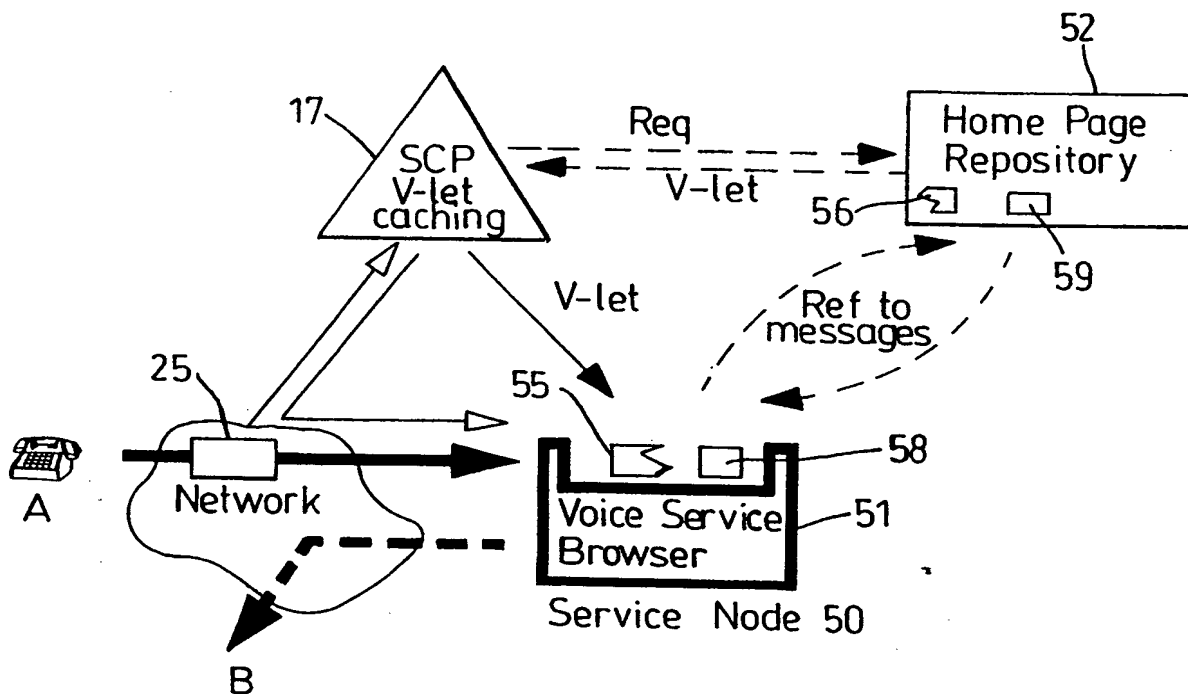 52
17
Req
Home Page
Repository
SCP
V-let
caching
V-let
56
59
V-let
Ref to
messages
25
55
58
A
Network
Voice Service
Browser
51
Service Node 50
B